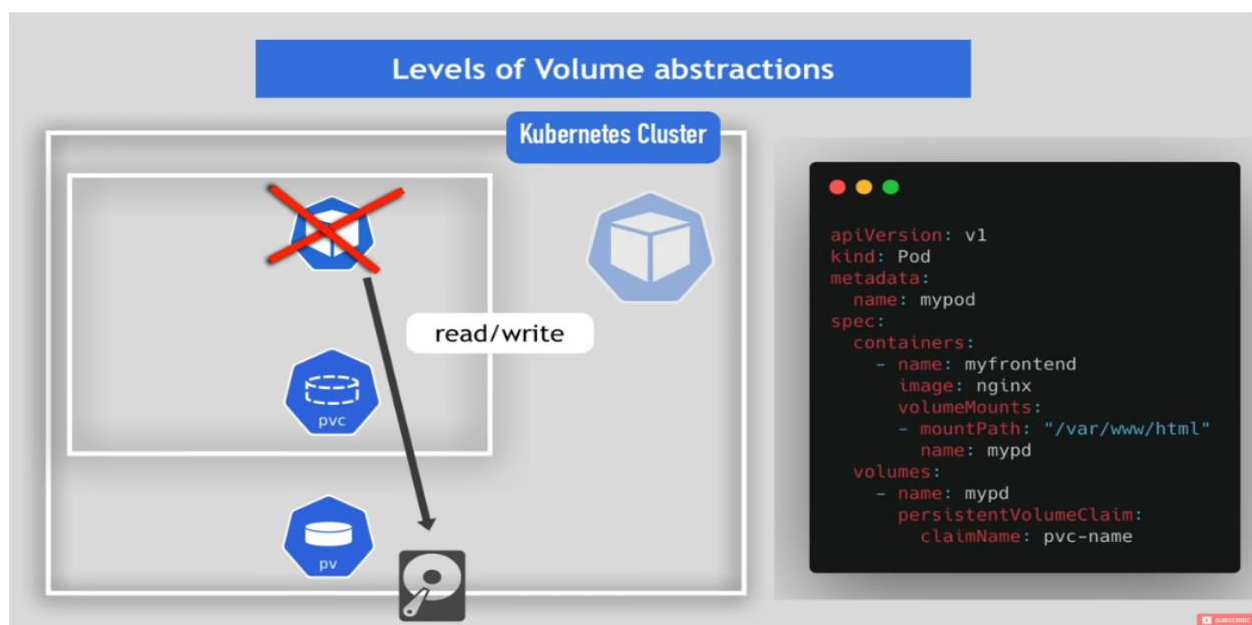 Levels of Volume abstractions
Kubernetes Cluster
read/write
pvc
pv
apiVersion: v1
kind: Pod
metadata:
  name: mypod
spec:
  containers:
    - name: myfrontend
      image: nginx
      volumeMounts:
      - mountPath: "/var/www/html"
        name: mypd
  volumes:
    - name: mypd
      persistentVolumeClaim:
        claimName: pvc-name
SUBSCRIBE